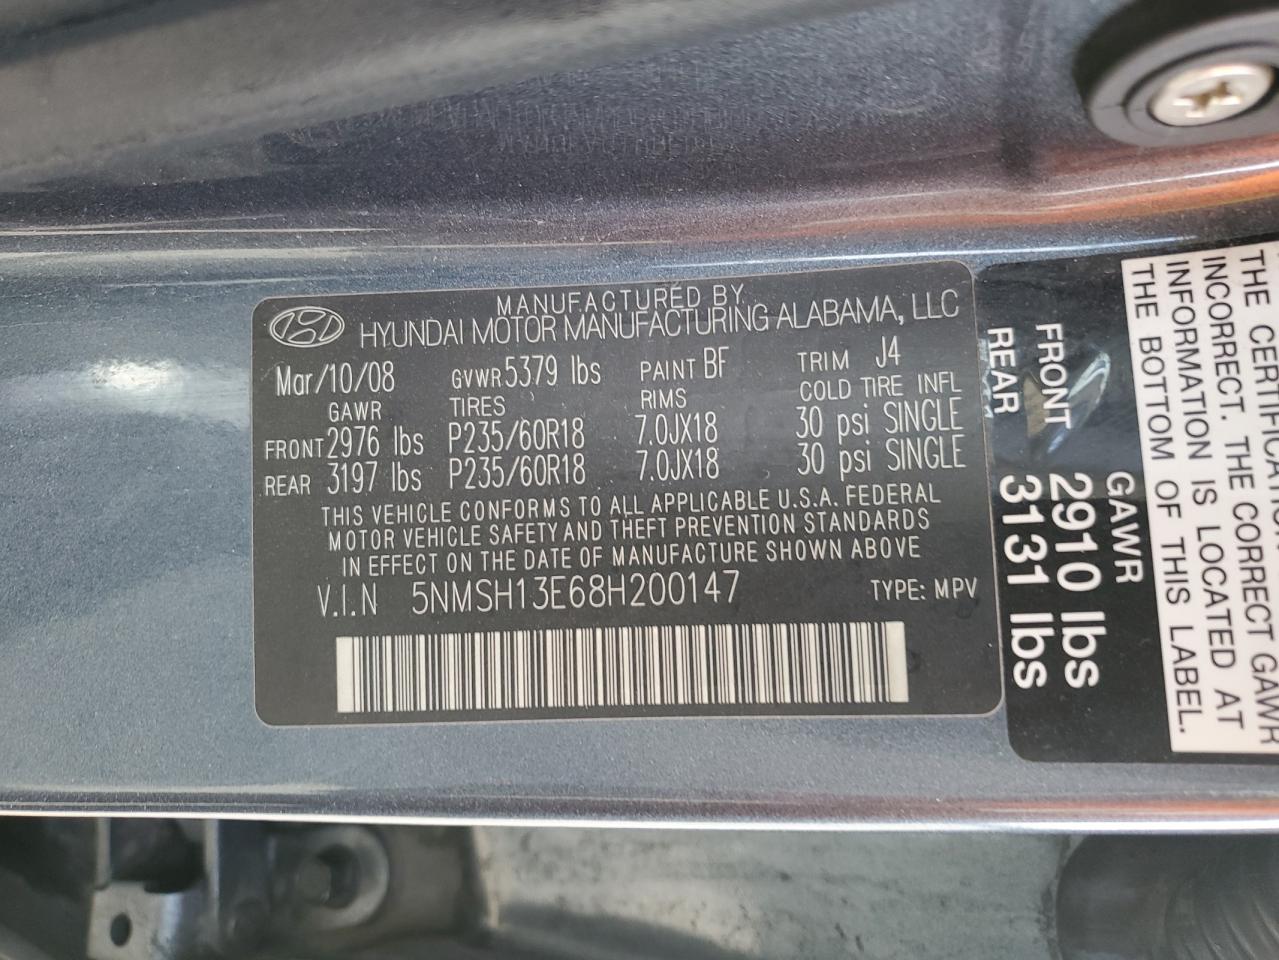 MANUFACTURED BY
HYUNDAI MOTOR MANUFACTURING ALABAMA, LLC
Mar/10/08 GVWR 5379 lbs PAINT BF TRIM J4
GAWR TIRES RIMS COLD TIRE INFL
FRONT 2976 lbs P235/60R18 7.0JX18 30 psi SINGLE
REAR 3197 lbs P235/60R18 7.0JX18 30 psi SINGLE
THIS VEHICLE CONFORMS TO ALL APPLICABLE U.S.A. FEDERAL
MOTOR VEHICLE SAFETY AND THEFT PREVENTION STANDARDS
IN EFFECT ON THE DATE OF MANUFACTURE SHOWN ABOVE
V.I.N 5NMSH13E68H200147 TYPE: MPV
THE
INCORRECT. THE CORRECT GAWR
INFORMATION IS LOCATED AT
THE BOTTOM OF THIS LABEL.
GAWR
FRONT 2910 lbs
REAR 3131 lbs